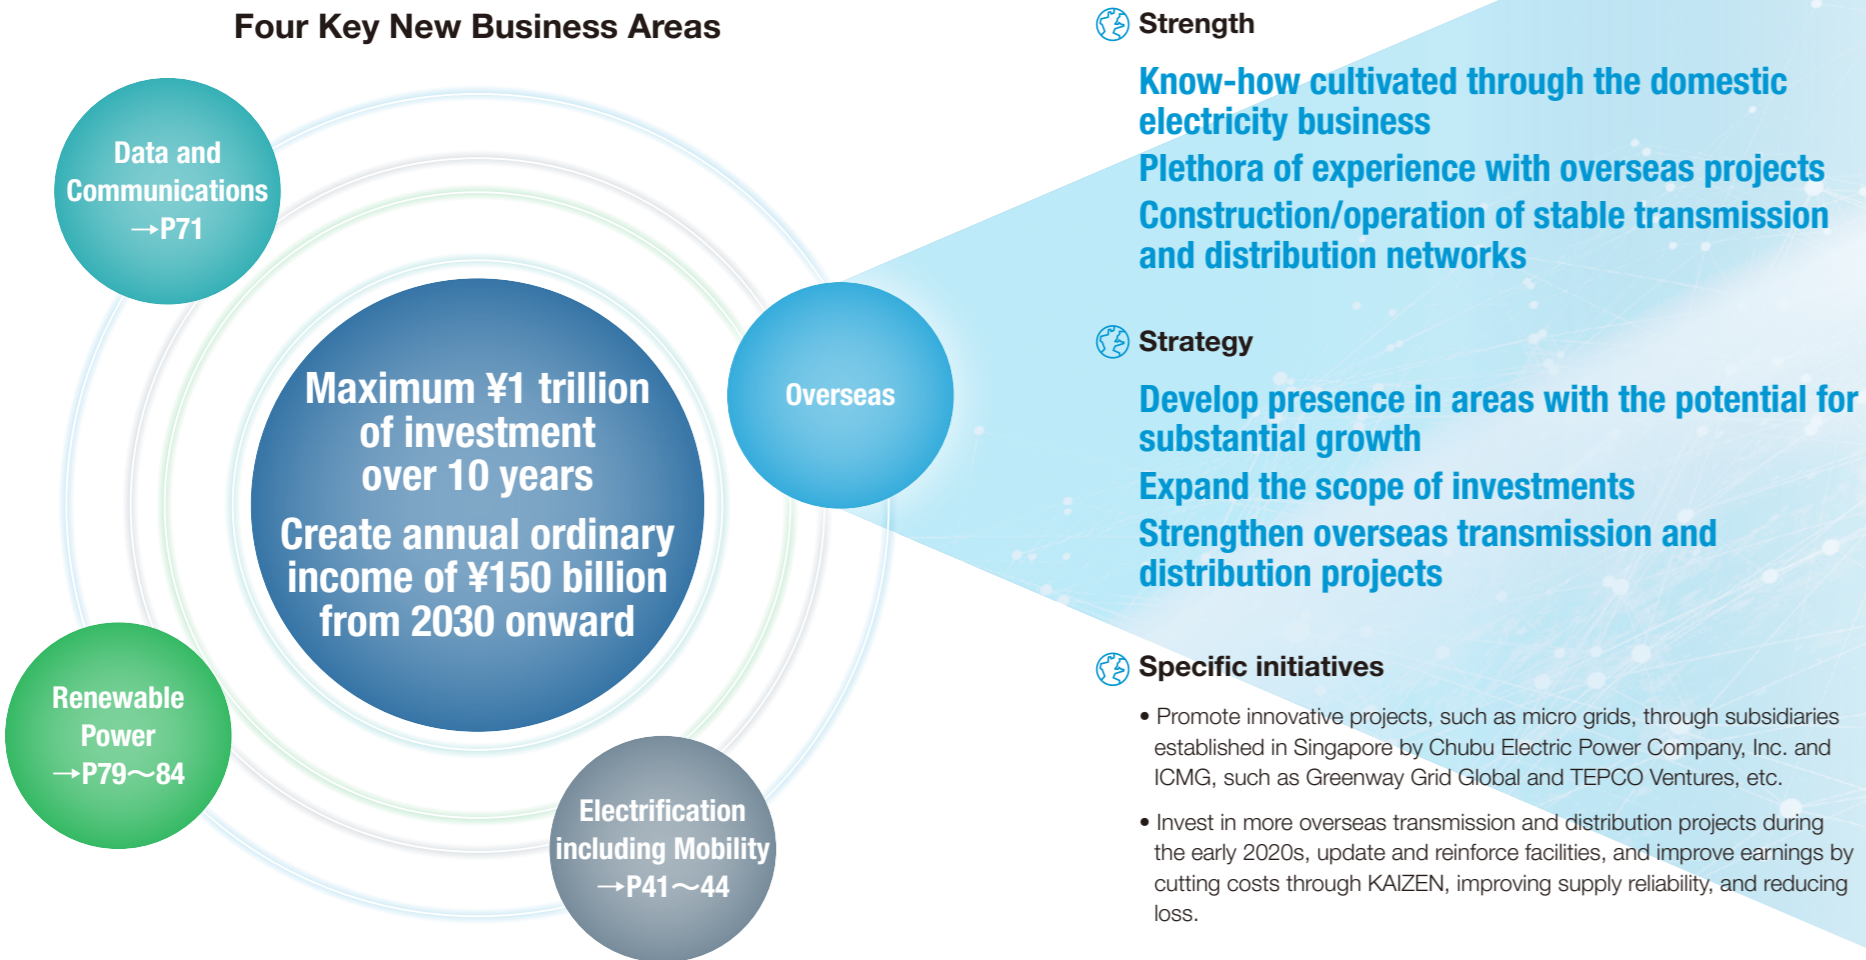 Four Key New Business Areas
Data and
Communications
→P71
Overseas
Maximum ¥1 trillion
of investment
over 10 years
Create annual ordinary
income of ¥150 billion
from 2030 onward
Renewable
Power
→P79～84
Electrification
including Mobility
→P41～44
Strength
Know-how cultivated through the domestic
electricity business
Plethora of experience with overseas projects
Construction/operation of stable transmission
and distribution networks
Strategy
Develop presence in areas with the potential for
substantial growth
Expand the scope of investments
Strengthen overseas transmission and
distribution projects
Specific initiatives
• Promote innovative projects, such as micro grids, through subsidiaries
established in Singapore by Chubu Electric Power Company, Inc. and
ICMG, such as Greenway Grid Global and TEPCO Ventures, etc.
• Invest in more overseas transmission and distribution projects during
the early 2020s, update and reinforce facilities, and improve earnings by
cutting costs through KAIZEN, improving supply reliability, and reducing
loss.